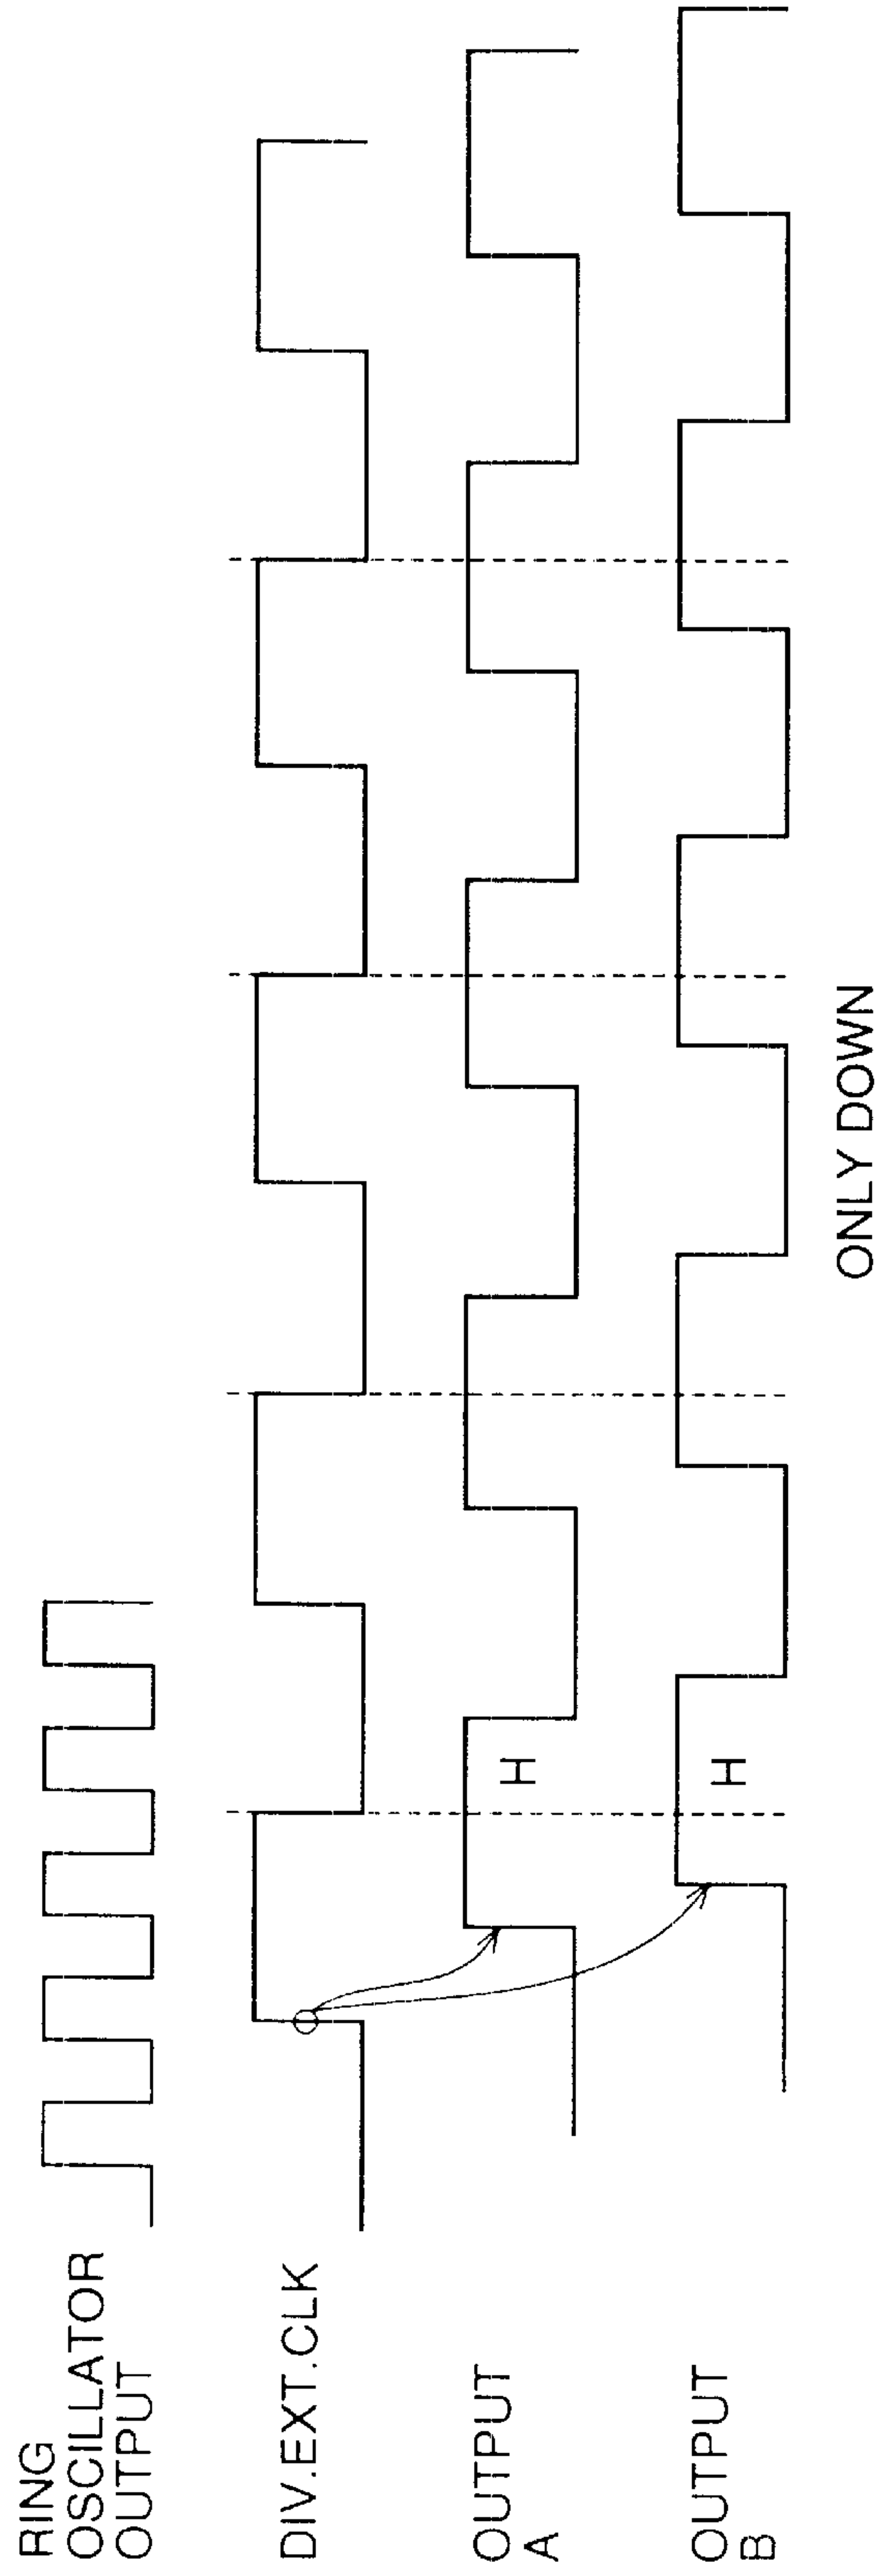 RING
OSCILLATOR
OUTPUT
DIV.EXT.CLK
OUTPUT
A
H
OUTPUT
B
H
ONLY DOWN